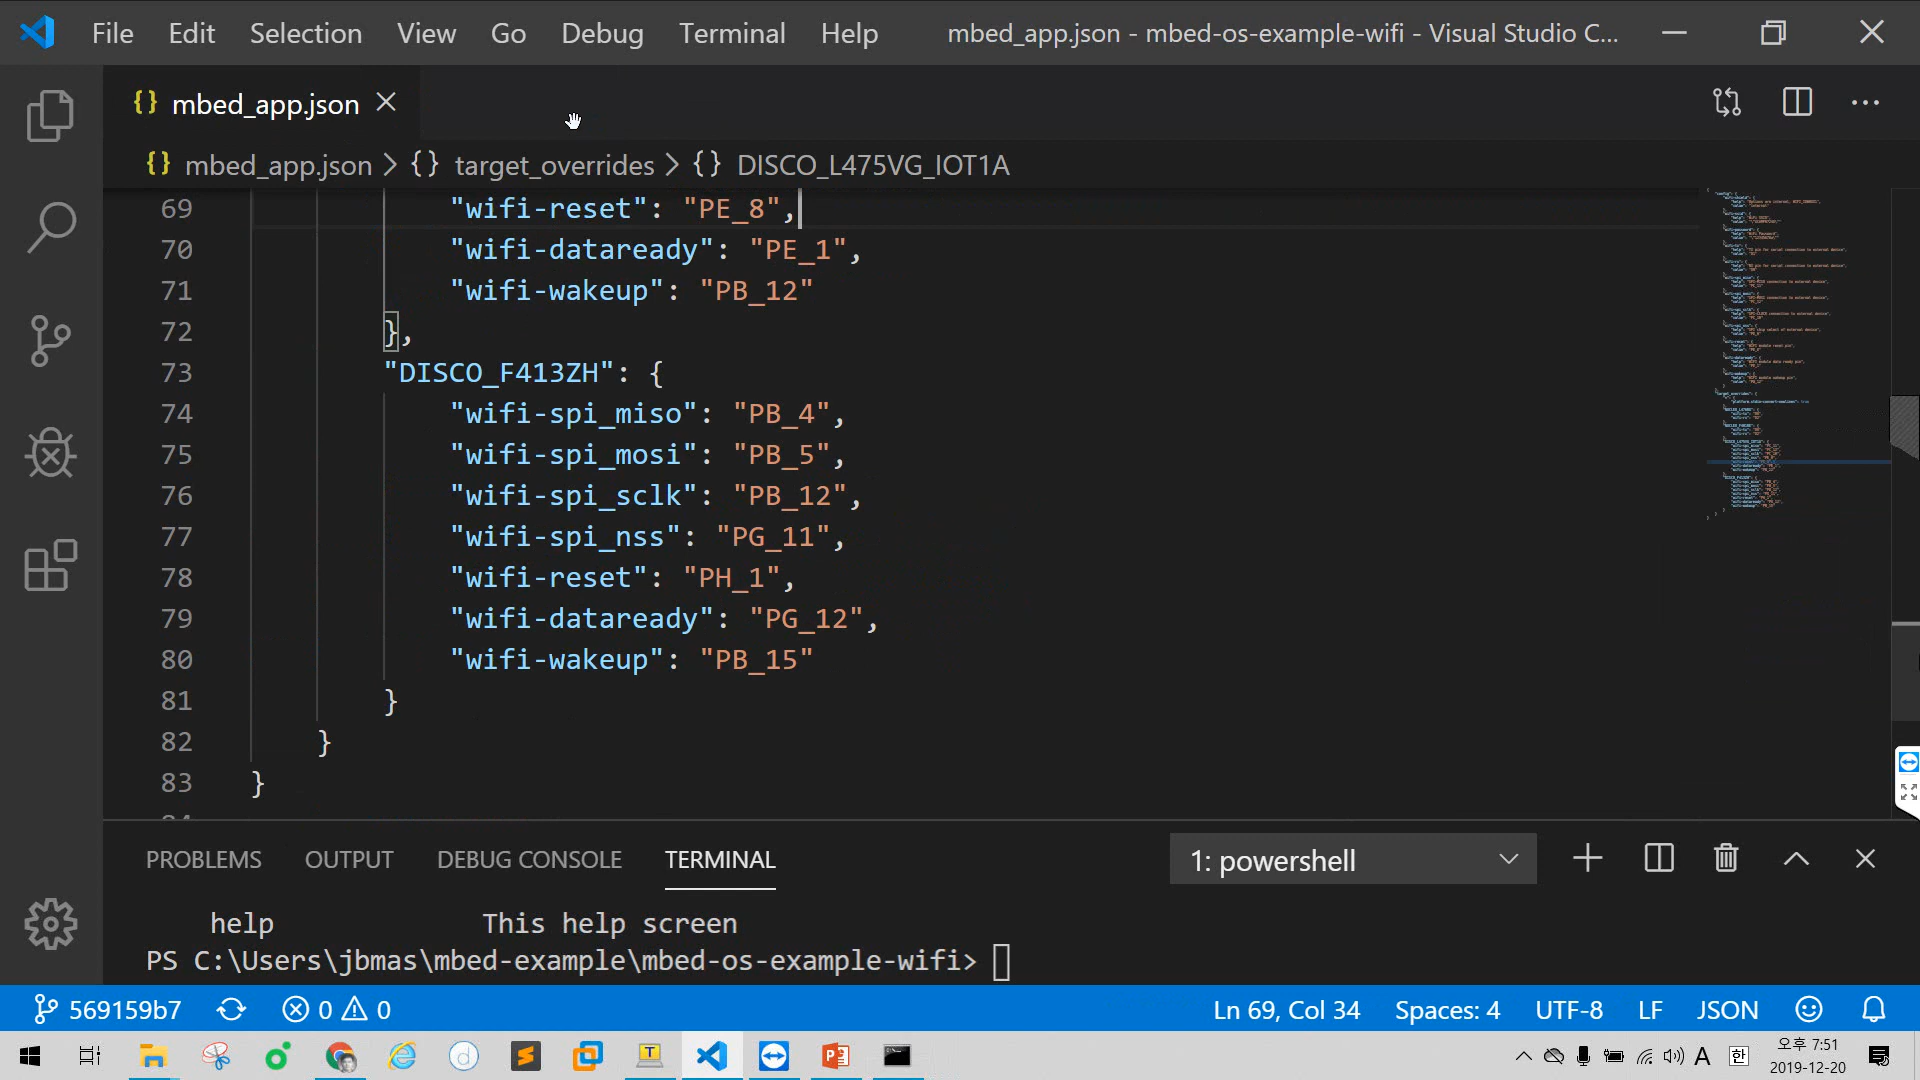 File Edit Selection View Go Debug Terminal Help mbed_app.json - mbed-os-example-wifi - Visual Studio C...
{} mbed_app.json
{} mbed_app.json > {} target_overrides > {} DISCO_L475VG_IOT1A
69 "wifi-reset": "PE_8",
70 "wifi-dataready": "PE_1",
71 "wifi-wakeup": "PB_12"
72 },
73 "DISCO_F413ZH": {
74 "wifi-spi_miso": "PB_4",
75 "wifi-spi_mosi": "PB_5",
76 "wifi-spi_sclk": "PB_12",
77 "wifi-spi_nss": "PG_11",
78 "wifi-reset": "PH_1",
79 "wifi-dataready": "PG_12",
80 "wifi-wakeup": "PB_15"
81 }
82 }
83 }
PROBLEMS OUTPUT DEBUG CONSOLE TERMINAL 1: powershell
help This help screen
PS C:\Users\jbmas\mbed-example\mbed-os-example-wifi>
569159b7 0 0 Ln 69, Col 34 Spaces: 4 UTF-8 LF JSON
A 한 오후 7:51
2019-12-20